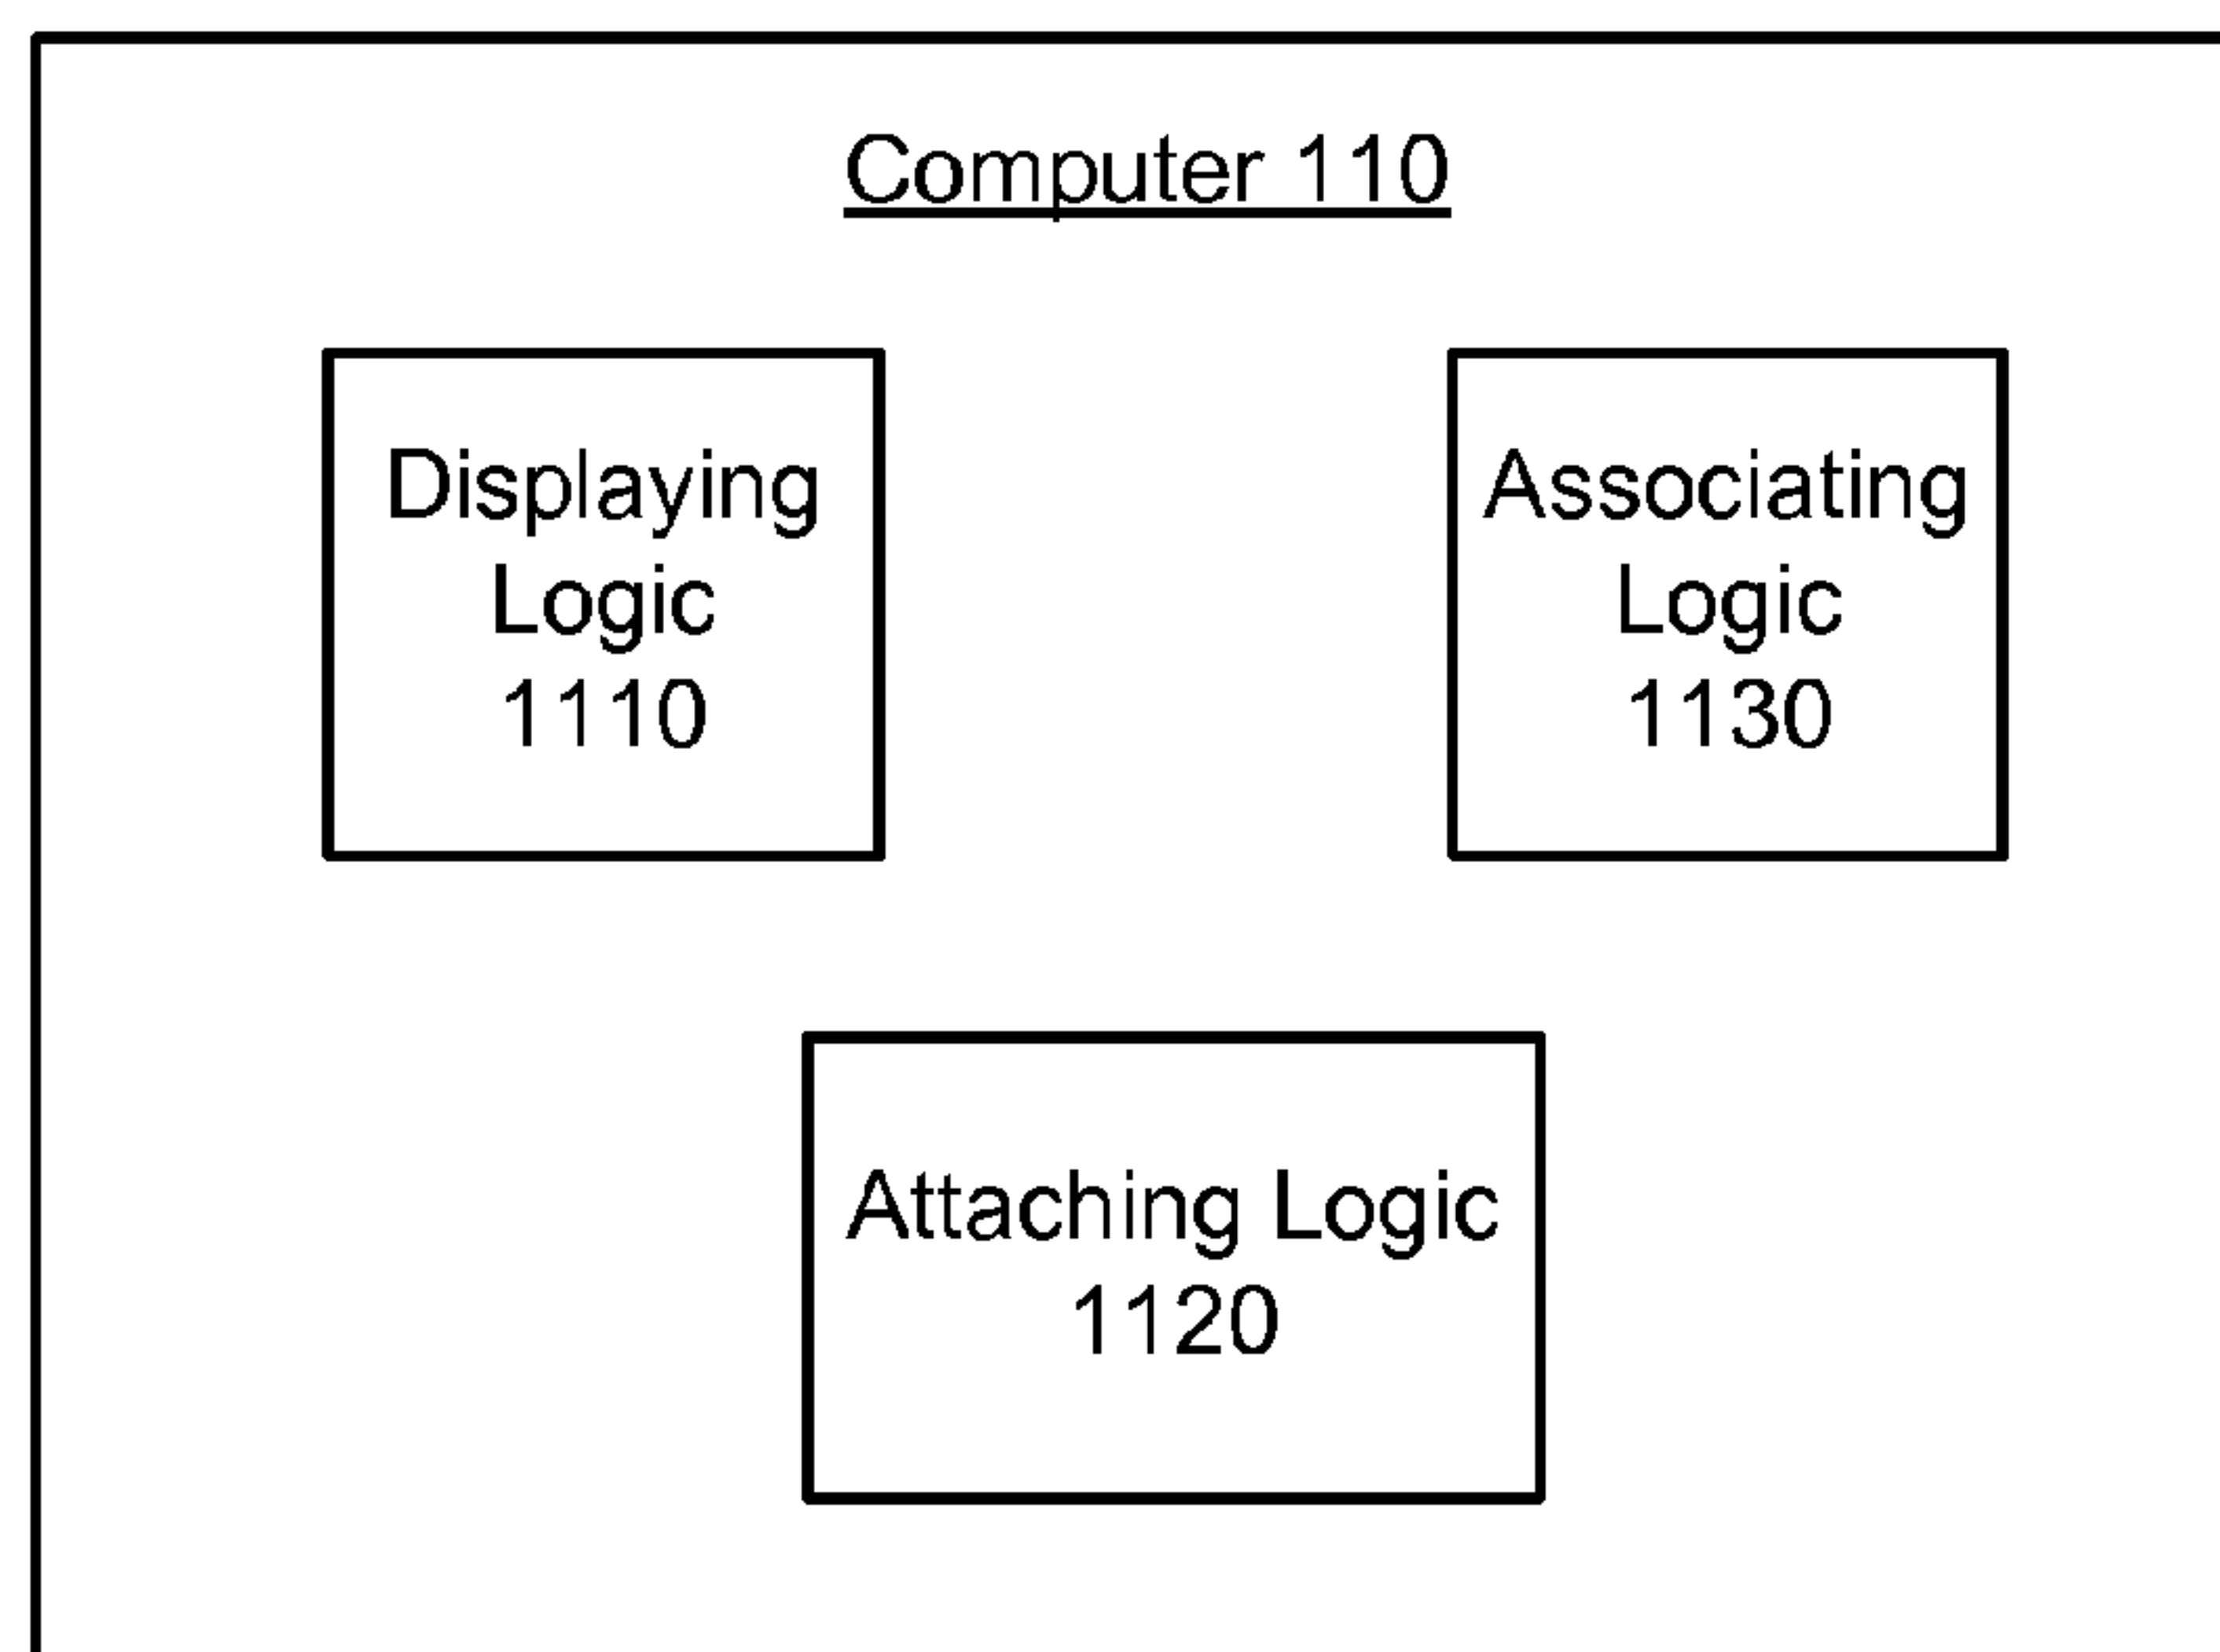 Computer 110
Displaying
Logic
1110
Associating
Logic
1130
Attaching Logic
1120